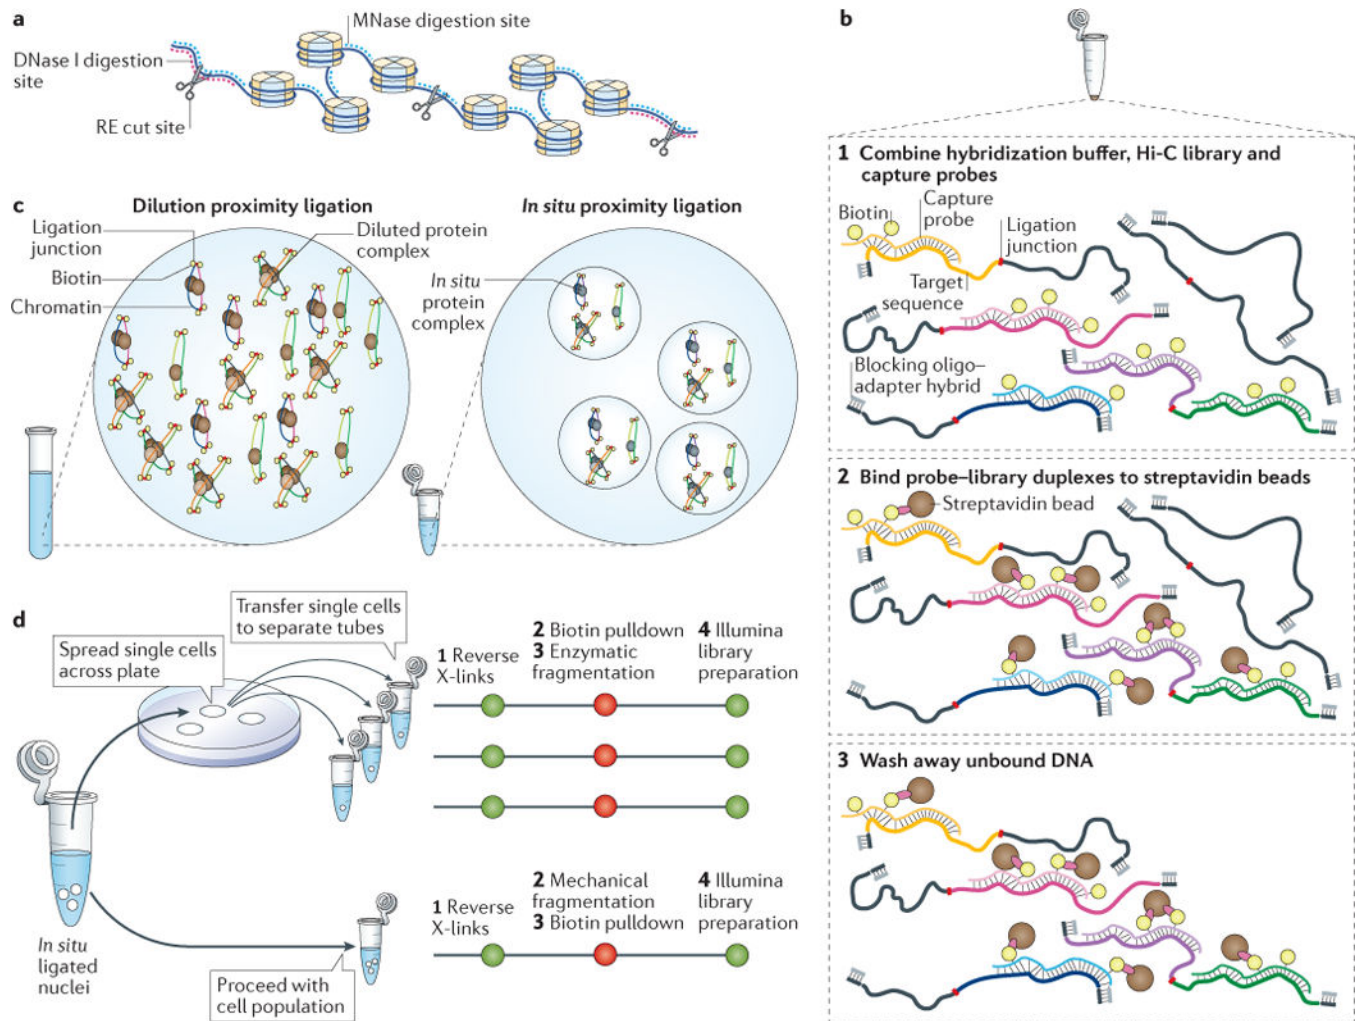 a
MNase digestion site
DNase I digestion
site
RE cut site
b
1 Combine hybridization buffer, Hi-C library and
capture probes
Biotin
Capture
probe
Ligation
junction
Target
sequence
Blocking oligo–
adapter hybrid
2 Bind probe–library duplexes to streptavidin beads
Streptavidin bead
3 Wash away unbound DNA
c
Dilution proximity ligation
Ligation
junction
Biotin
Chromatin
Diluted protein
complex
In situ proximity ligation
In situ
protein
complex
d
Spread single cells
across plate
Transfer single cells
to separate tubes
1 Reverse
X-links
2 Biotin pulldown
3 Enzymatic
fragmentation
4 Illumina
library
preparation
In situ
ligated
nuclei
Proceed with
cell population
1 Reverse
X-links
2 Mechanical
fragmentation
3 Biotin pulldown
4 Illumina
library
preparation